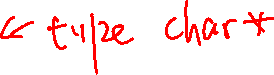 ← type char*